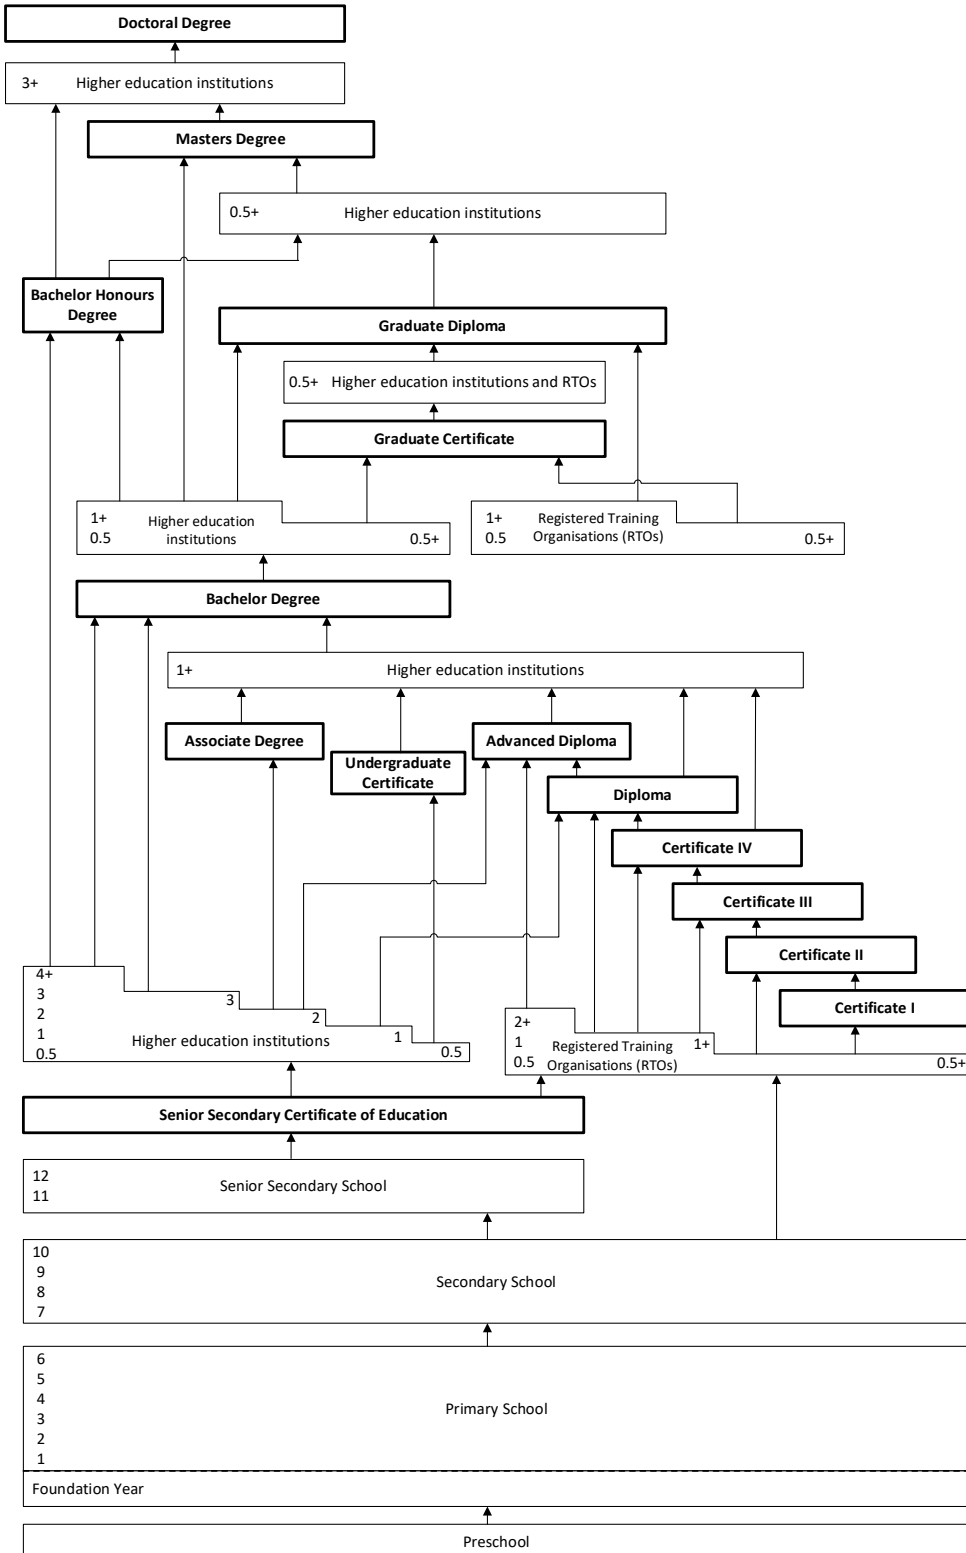 Doctoral Degree
3+ Higher education institutions
Masters Degree
0.5+ Higher education institutions
Bachelor Honours
Degree
Graduate Diploma
0.5+ Higher education institutions and RTOs
Graduate Certificate
1+
0.5
Higher education
institutions
0.5+
1+
0.5
Registered Training
Organisations (RTOs)
0.5+
Bachelor Degree
1+ Higher education institutions
Associate Degree
Undergraduate
Certificate
Advanced Diploma
Diploma
Certificate IV
Certificate III
Certificate II
Certificate I
4+
3
2
1
0.5
Higher education institutions
3
2
1
0.5
2+
1
0.5
Registered Training
Organisations (RTOs)
1+
0.5+
Senior Secondary Certificate of Education
12
11
Senior Secondary School
10
9
8
7
Secondary School
6
5
4
3
2
1
Primary School
Foundation Year
Preschool